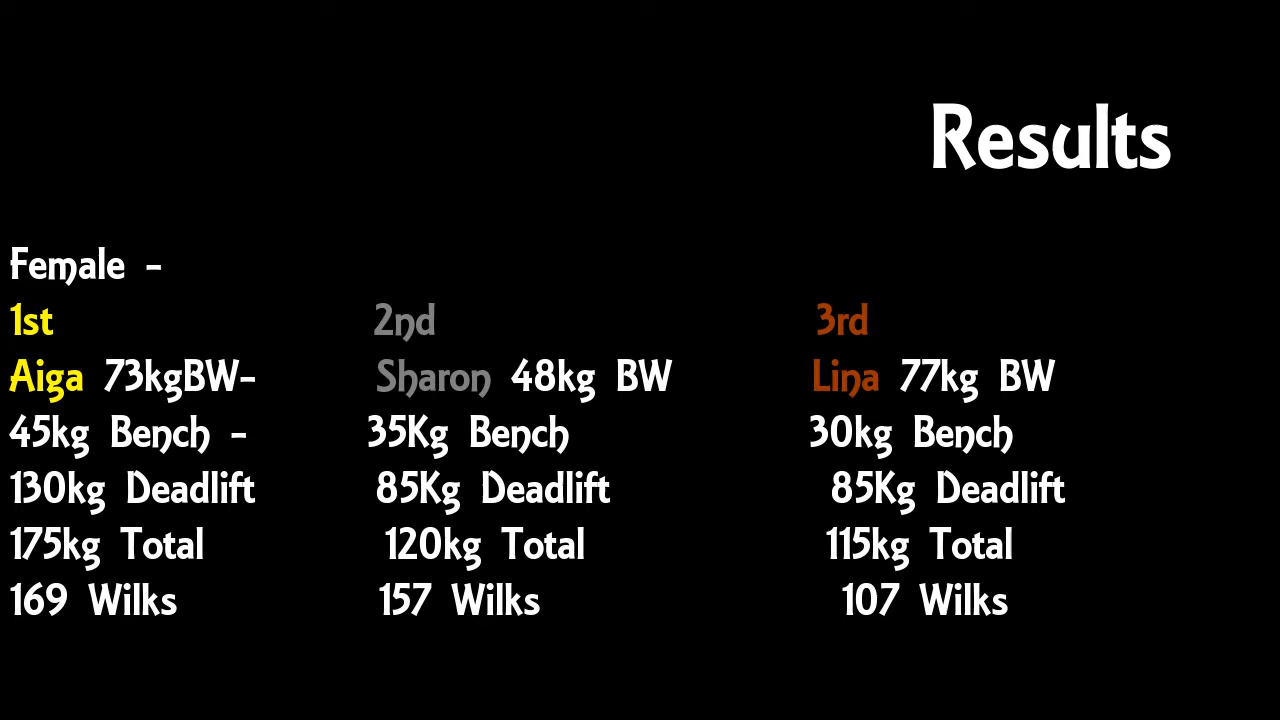 Results
Female -
1st 2nd 3rd
Aiga 73kgBW- Sharon 48kg BW Lina 77kg BW
45kg Bench - 35Kg Bench 30kg Bench
130kg Deadlift 85Kg Deadlift 85Kg Deadlift
175kg Total 120kg Total 115kg Total
169 Wilks 157 Wilks 107 Wilks